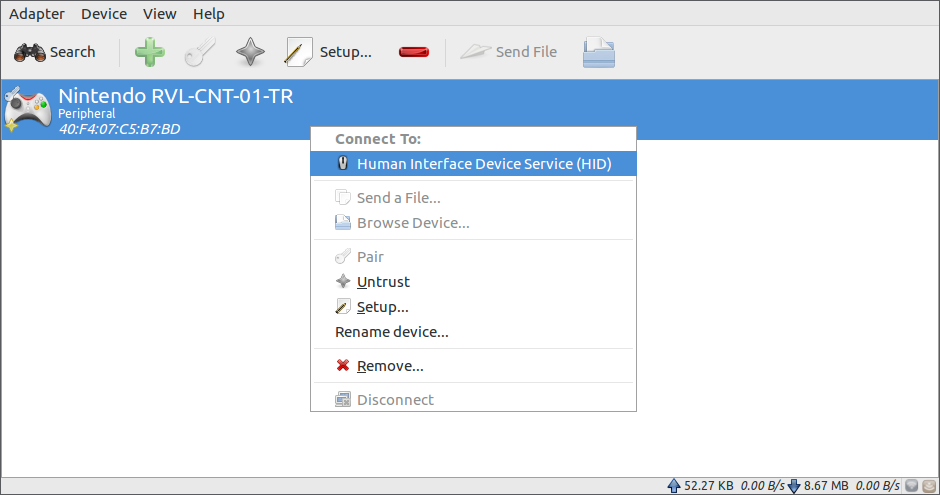 Adapter Device View Help
Search Setup... Send File
Nintendo RVL-CNT-01-TR
Peripheral
40:F4:07:C5:B7:BD
Connect To:
Human Interface Device Service (HID)
Send a File...
Browse Device...
Pair
Untrust
Setup...
Rename device...
Remove...
Disconnect
52.27 KB 0.00 B/s 8.67 MB 0.00 B/s